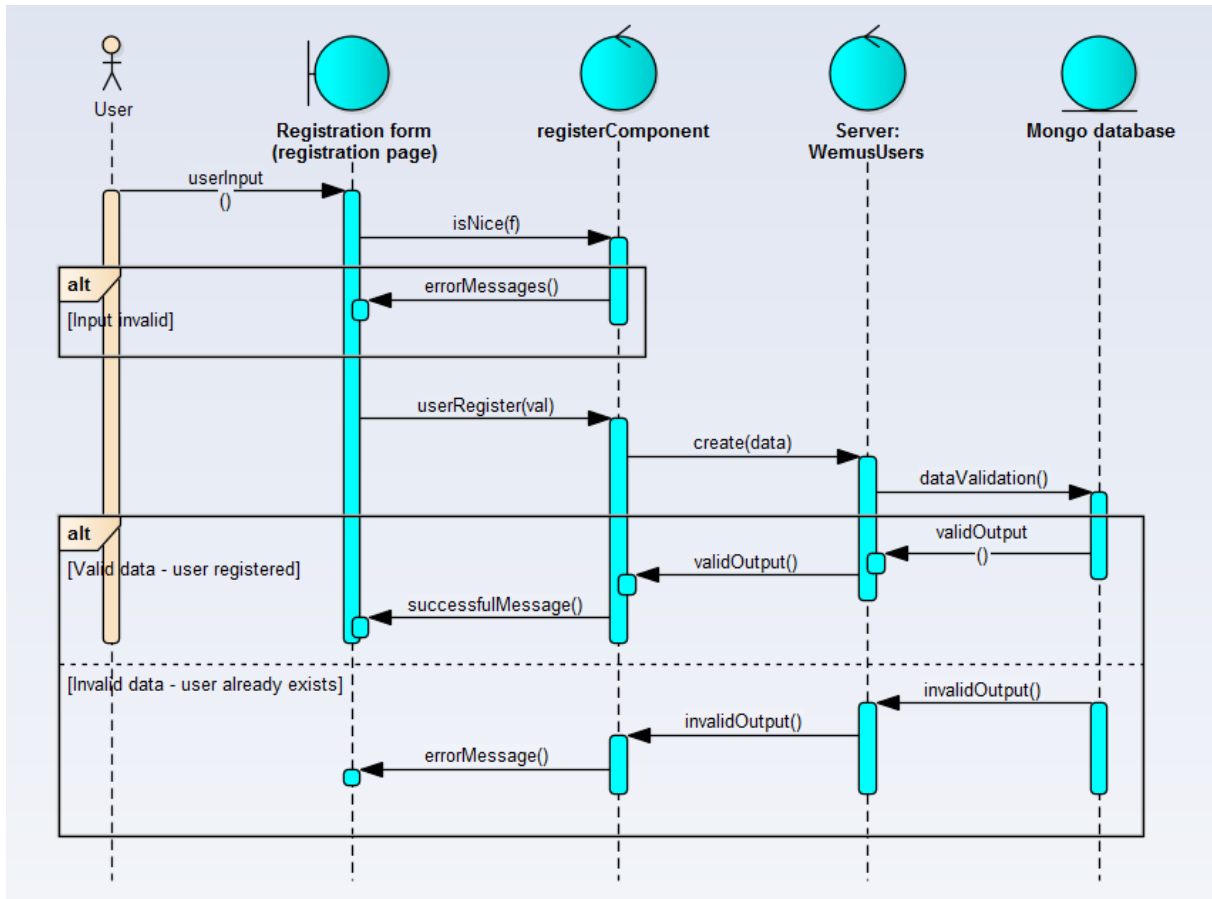 User
Registration form
(registration page)
registerComponent
Server:
WemusUsers
Mongo database
userInput
()
isNice(f)
alt
errorMessages()
[Input invalid]
userRegister(val)
create(data)
dataValidation()
alt
validOutput
()
[Valid data - user registered]
validOutput()
successfulMessage()
[Invalid data - user already exists]
invalidOutput()
invalidOutput()
errorMessage()